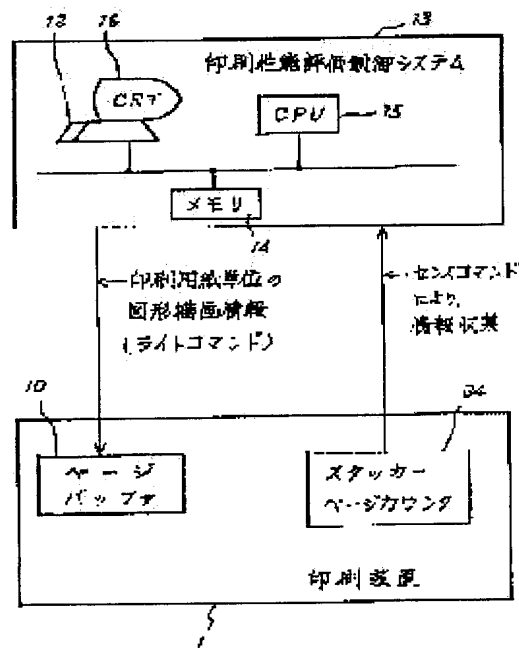 12
16
13
印刷性能評価制御システム
CRT
CPU
15
メモリ
14
印刷用紙単位の
図形描画情報
(ライトコマンド)
センスコマンド
により,
情報収集
10
34
ページ
バッファ
スタッカー
ページカウンタ
印刷装置
1